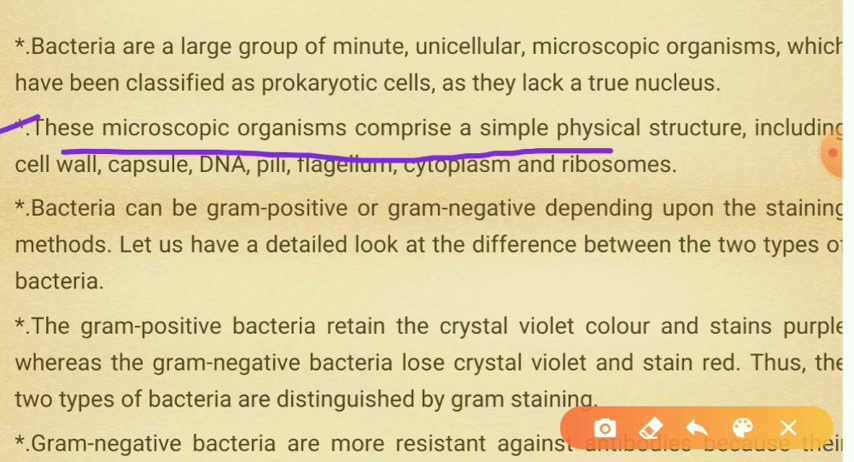 *.Bacteria are a large group of minute, unicellular, microscopic organisms, which
have been classified as prokaryotic cells, as they lack a true nucleus.
*.These microscopic organisms comprise a simple physical structure, including
cell wall, capsule, DNA, pili, flagellum, cytoplasm and ribosomes.
*.Bacteria can be gram-positive or gram-negative depending upon the staining
methods. Let us have a detailed look at the difference between the two types of
bacteria.
*.The gram-positive bacteria retain the crystal violet colour and stains purple
whereas the gram-negative bacteria lose crystal violet and stain red. Thus, the
two types of bacteria are distinguished by gram staining.
*.Gram-negative bacteria are more resistant against antibodies because their